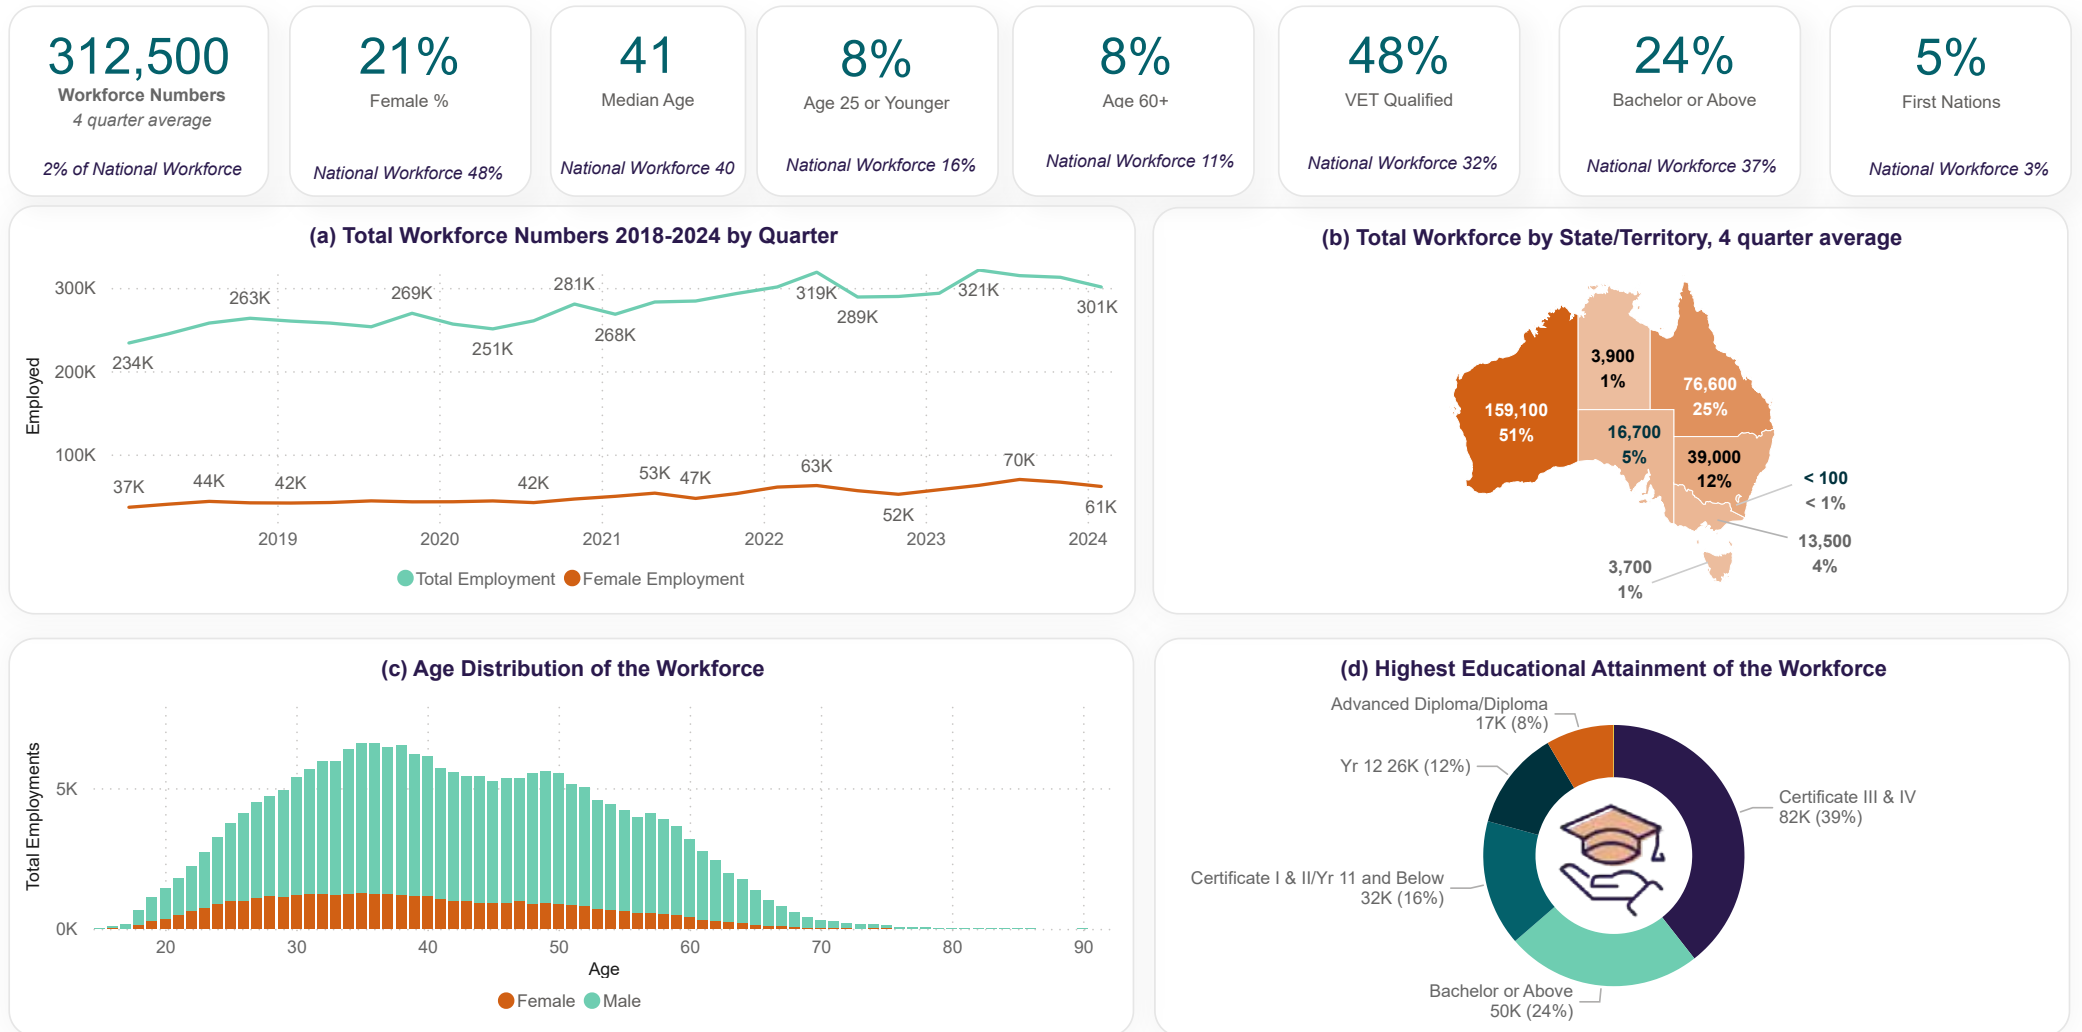 312,500
Workforce Numbers
4 quarter average
2% of National Workforce
21%
Female %
National Workforce 48%
41
Median Age
National Workforce 40
8%
Age 25 or Younger
National Workforce 16%
8%
Age 60+
National Workforce 11%
48%
VET Qualified
National Workforce 32%
24%
Bachelor or Above
National Workforce 37%
5%
First Nations
National Workforce 3%
(a) Total Workforce Numbers 2018-2024 by Quarter
Employed
300K
200K
100K
234K
263K
269K
251K
281K
268K
319K
289K
321K
301K
37K
44K
42K
42K
53K
47K
63K
52K
70K
61K
2019
2020
2021
2022
2023
2024
Total Employment
Female Employment
(b) Total Workforce by State/Territory, 4 quarter average
3,900
1%
76,600
25%
159,100
51%
16,700
5%
39,000
12%
< 100
< 1%
13,500
4%
3,700
1%
(c) Age Distribution of the Workforce
Total Employments
5K
0K
20
30
40
50
60
70
80
90
Age
Female
Male
(d) Highest Educational Attainment of the Workforce
Advanced Diploma/Diploma
17K (8%)
Yr 12 26K (12%)
Certificate III & IV
82K (39%)
Certificate I & II/Yr 11 and Below
32K (16%)
Bachelor or Above
50K (24%)